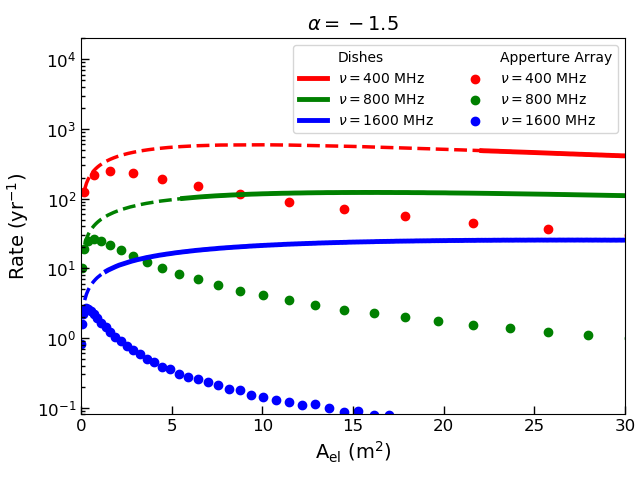 α = −1.5
Dishes
ν = 400 MHz
ν = 800 MHz
ν = 1600 MHz
Apperture Array
ν = 400 MHz
ν = 800 MHz
ν = 1600 MHz
Rate (yr⁻¹)
10⁴
10³
10²
10¹
10⁰
10⁻¹
0 5 10 15 20 25 30
A_el (m²)